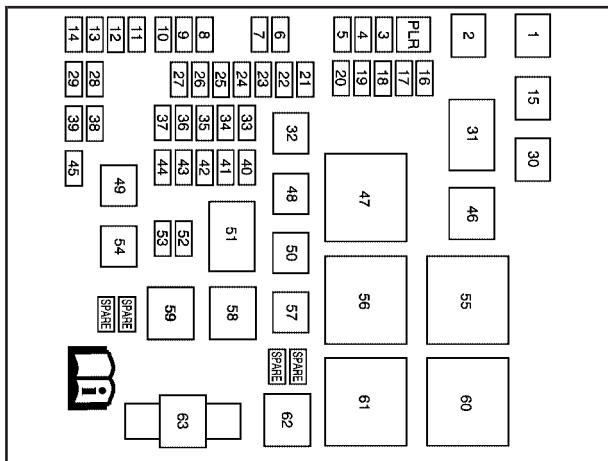 14 13 12 11 10 9 8 7 6 5 4 3 PLR 2 1
29 28 27 26 25 24 23 22 21 20 19 18 17 16 15
39 38 37 36 35 34 33 32 31 30
45 44 43 42 41 40
49 48 47 46
54 53 52 51 50
SPARE SPARE 59 58 57 56 55
SPARE SPARE
i 63 62 61 60